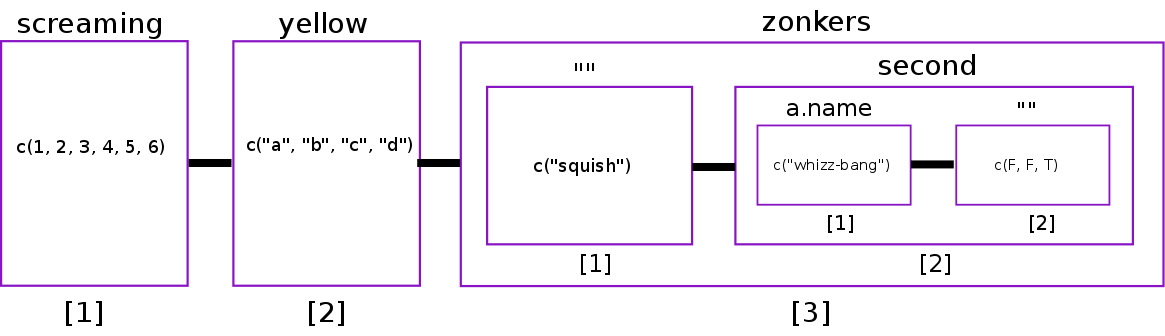 screaming
yellow
zonkers
c(1, 2, 3, 4, 5, 6)
c("a", "b", "c", "d")
""
second
c("squish")
a.name
""
c("whizz-bang")
c(F, F, T)
[1]
[2]
[1]
[2]
[1]
[2]
[3]